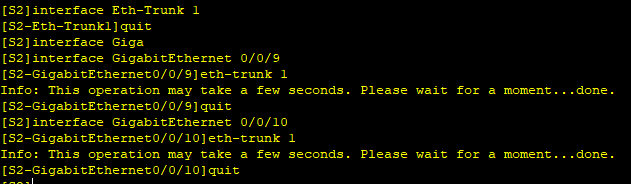 [S2]interface Eth-Trunk 1
[S2-Eth-Trunk1]quit
[S2]interface Giga
[S2]interface GigabitEthernet 0/0/9
[S2-GigabitEthernet0/0/9]eth-trunk 1
Info: This operation may take a few seconds. Please wait for a moment...done.
[S2-GigabitEthernet0/0/9]quit
[S2]interface GigabitEthernet 0/0/10
[S2-GigabitEthernet0/0/10]eth-trunk 1
Info: This operation may take a few seconds. Please wait for a moment...done.
[S2-GigabitEthernet0/0/10]quit
[S2]